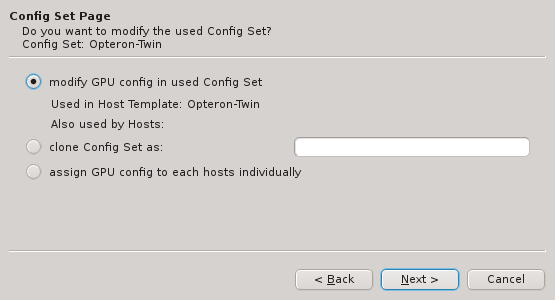 Config Set Page
Do you want to modify the used Config Set?
Config Set: Opteron-Twin
modify GPU config in used Config Set
Used in Host Template: Opteron-Twin
Also used by Hosts:
clone Config Set as:
assign GPU config to each hosts individually
< Back Next > Cancel